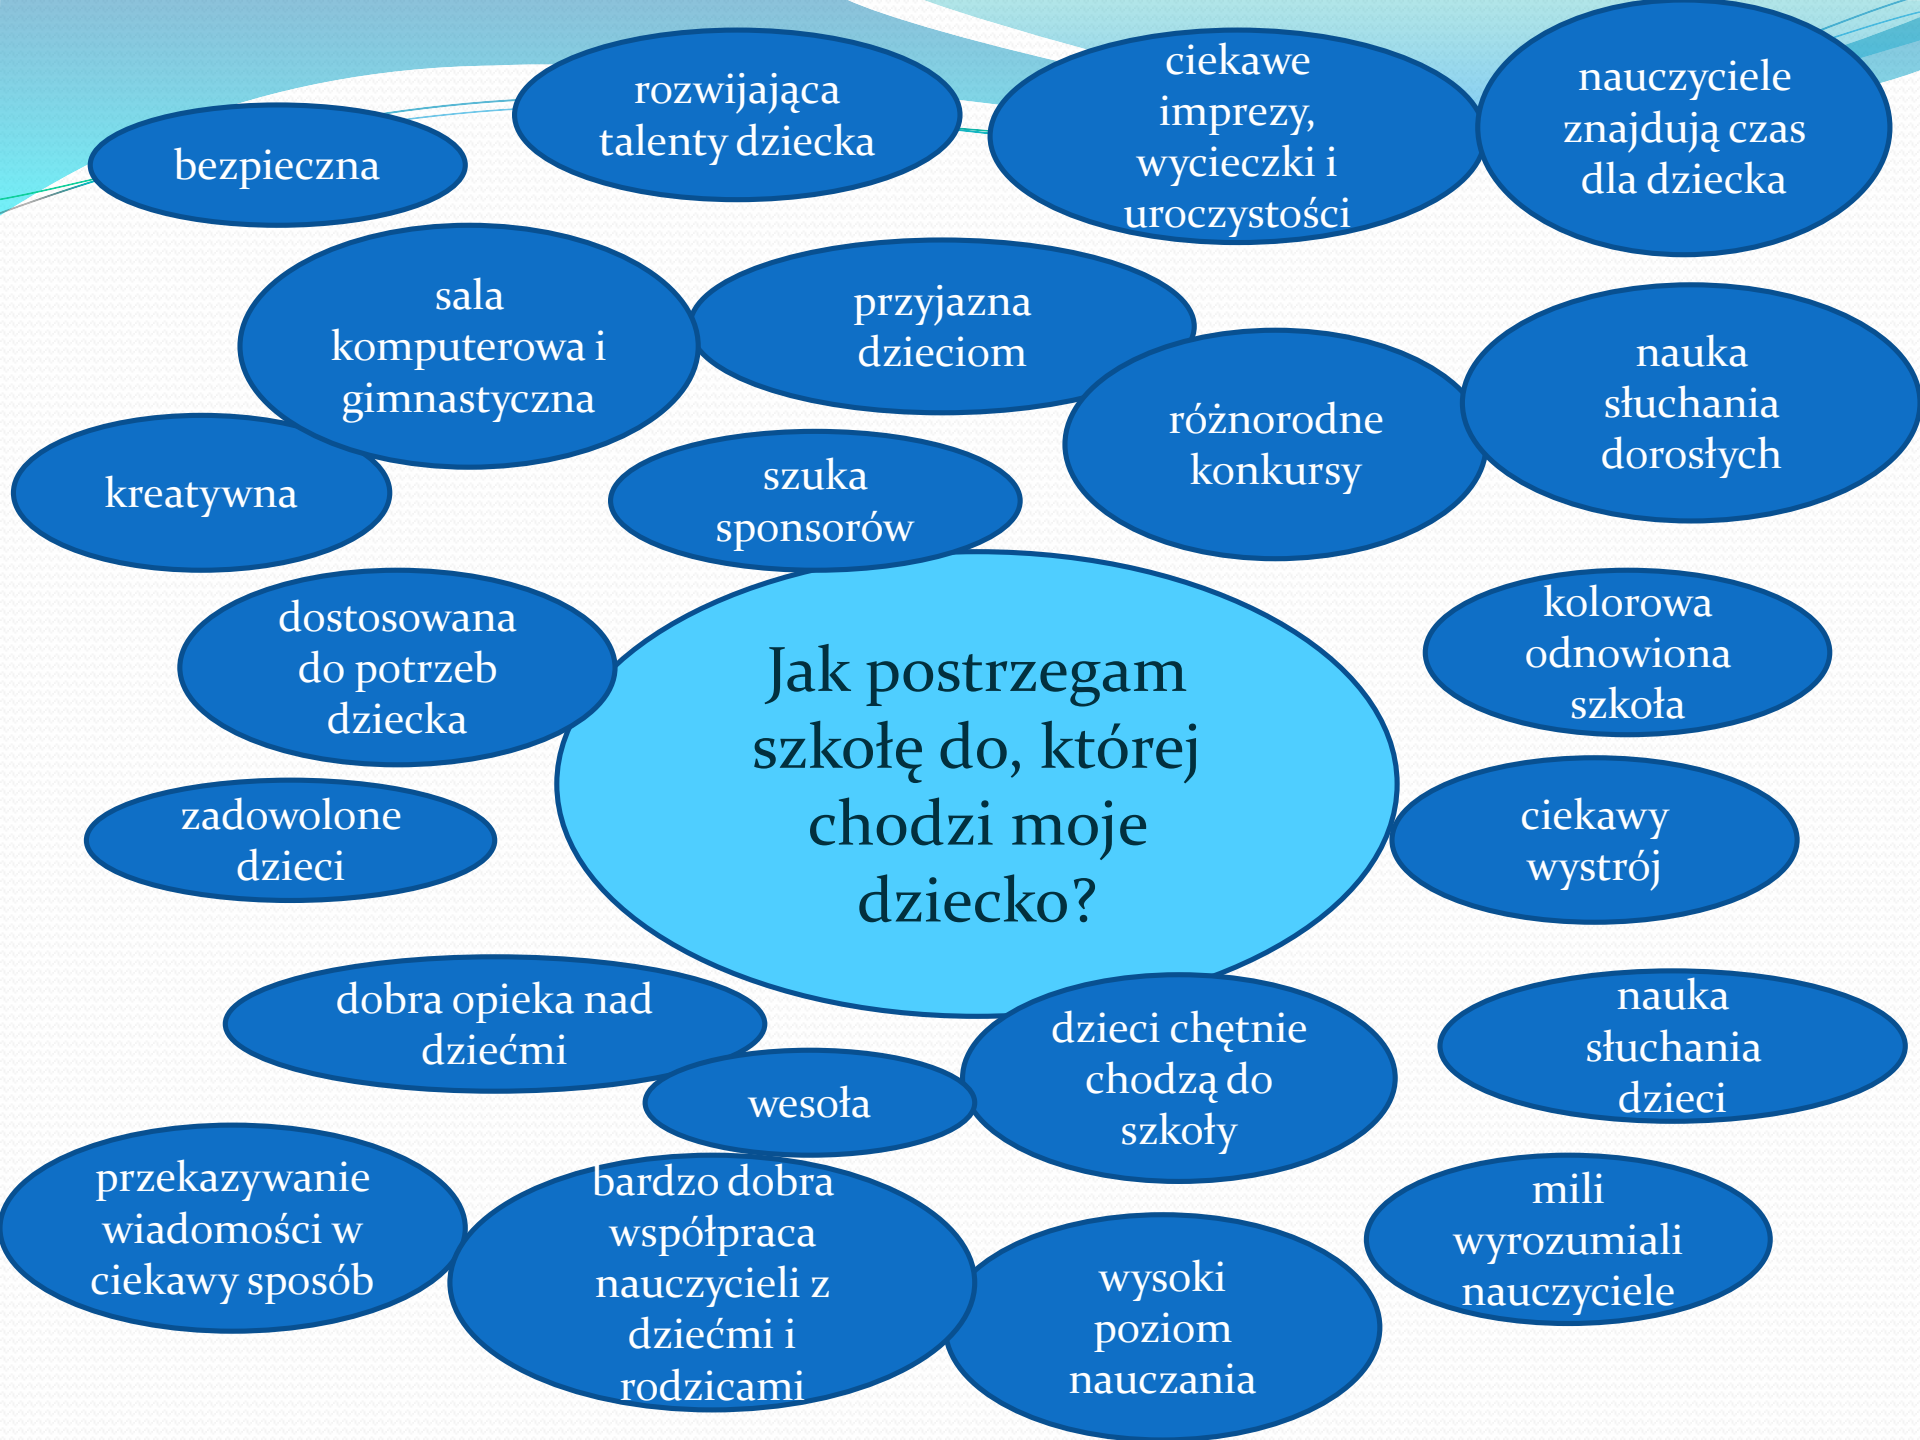 bezpieczna
rozwijająca
talenty dziecka
ciekawe
imprezy,
wycieczki i
uroczystości
nauczyciele
znajdują czas
dla dziecka
sala
komputerowa i
gimnastyczna
przyjazna
dzieciom
różnorodne
konkursy
nauka
słuchania
dorosłych
kreatywna
szuka
sponsorów
dostosowana
do potrzeb
dziecka
Jak postrzegam
szkołę do, której
chodzi moje
dziecko?
kolorowa
odnowiona
szkoła
zadowolone
dzieci
ciekawy
wystrój
dobra opieka nad
dziećmi
wesoła
dzieci chętnie
chodzą do
szkoły
nauka
słuchania
dzieci
przekazywanie
wiadomości w
ciekawy sposób
bardzo dobra
współpraca
nauczycieli z
dziećmi i
rodzicami
wysoki
poziom
nauczania
mili
wyrozumiali
nauczyciele